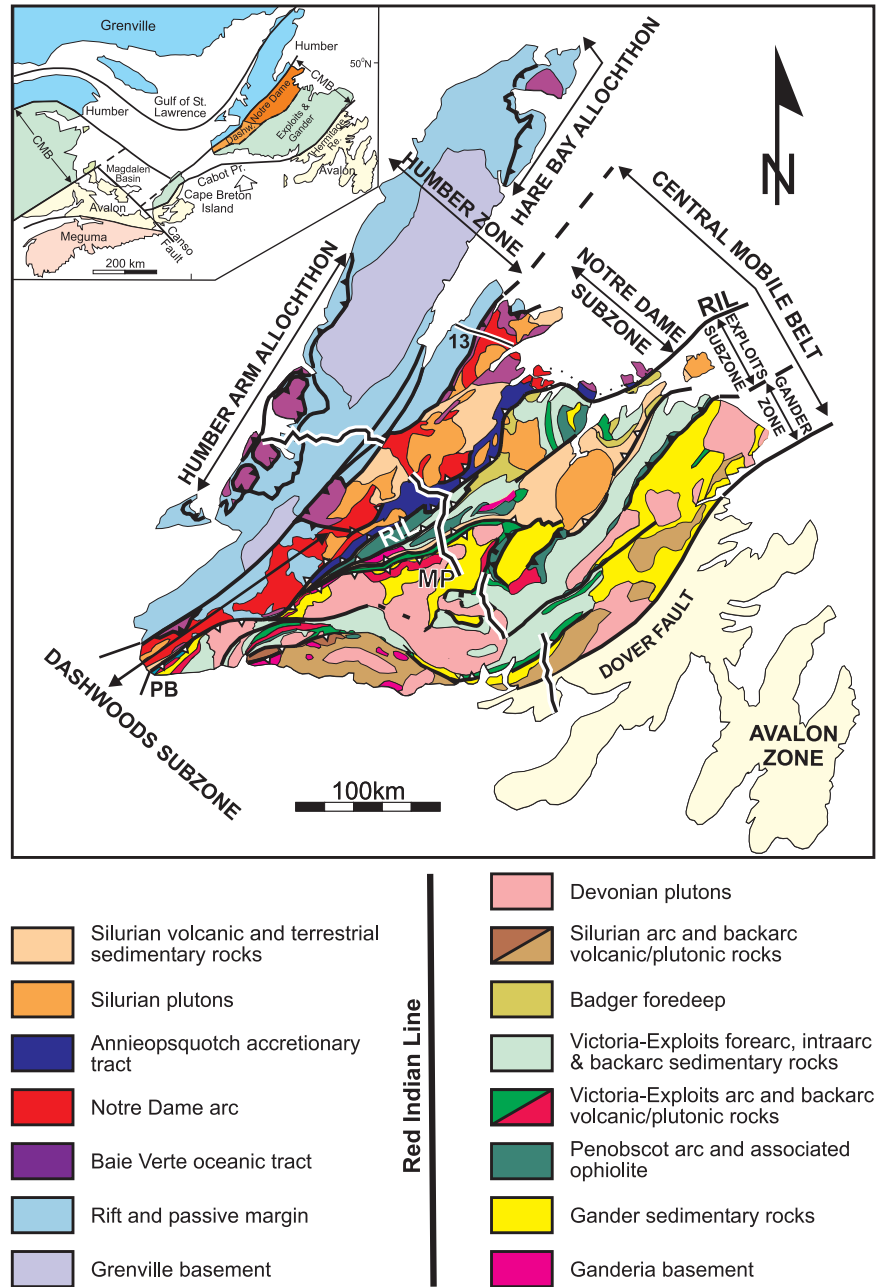 Grenville
Humber
50°N
CMB
Gulf of St.
Lawrence
Dashw. Notre Dame
Exploits &
Gander
Hermitage
Re.
Avalon
Humber
CMB
Magdalen
Basin
Cabot Pr.
Cape Breton
Island
Avalon
Canso
Fault
Meguma
200 km
HARE BAY ALLOCHTHON
N
HUMBER ZONE
CENTRAL MOBILE BELT
NOTRE DAME
SUBZONE
RIL
EXPLOITS
SUBZONE
GANDER
ZONE
HUMBER ARM ALLOCHTHON
13
RIL
MP
DOVER FAULT
PB
DASHWOODS SUBZONE
AVALON
ZONE
100km
Silurian volcanic and terrestrial
sedimentary rocks
Silurian plutons
Annieopsquotch accretionary
tract
Notre Dame arc
Baie Verte oceanic tract
Rift and passive margin
Grenville basement
Red Indian Line
Devonian plutons
Silurian arc and backarc
volcanic/plutonic rocks
Badger foredeep
Victoria-Exploits forearc, intraarc
& backarc sedimentary rocks
Victoria-Exploits arc and backarc
volcanic/plutonic rocks
Penobscot arc and associated
ophiolite
Gander sedimentary rocks
Ganderia basement